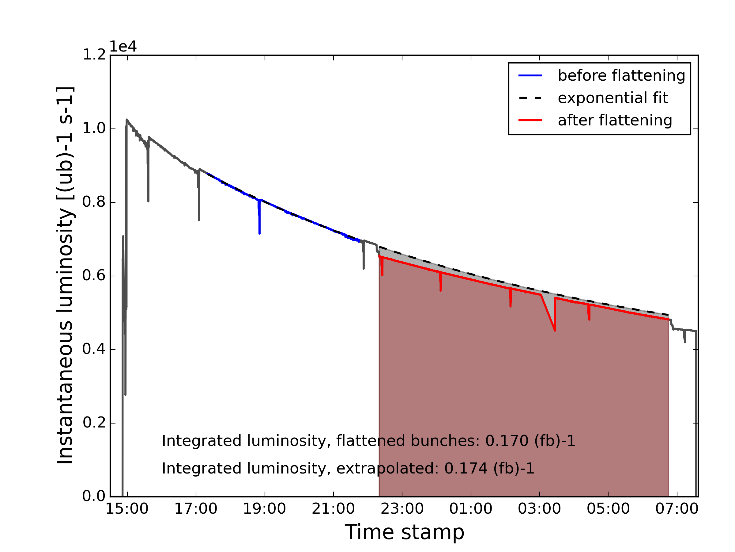 1e4
1.2
1.0
0.8
0.6
0.4
0.2
0.0
Instantaneous luminosity [(ub)-1 s-1]
before flattening
exponential fit
after flattening
Integrated luminosity, flattened bunches: 0.170 (fb)-1
Integrated luminosity, extrapolated: 0.174 (fb)-1
15:00 17:00 19:00 21:00 23:00 01:00 03:00 05:00 07:00
Time stamp